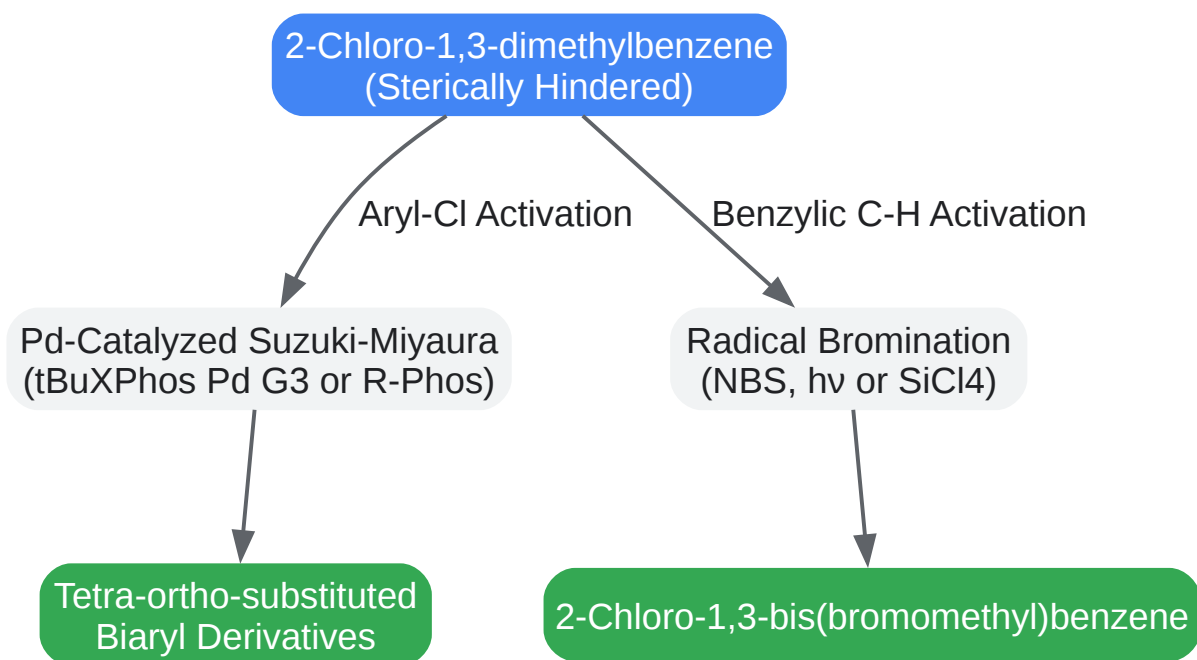 2-Chloro-1,3-dimethylbenzene
(Sterically Hindered)
Aryl-Cl Activation
Benzylic C-H Activation
Pd-Catalyzed Suzuki-Miyaura
(tBuXPhos Pd G3 or R-Phos)
Radical Bromination
(NBS, hν or SiCl4)
Tetra-ortho-substituted
Biaryl Derivatives
2-Chloro-1,3-bis(bromomethyl)benzene